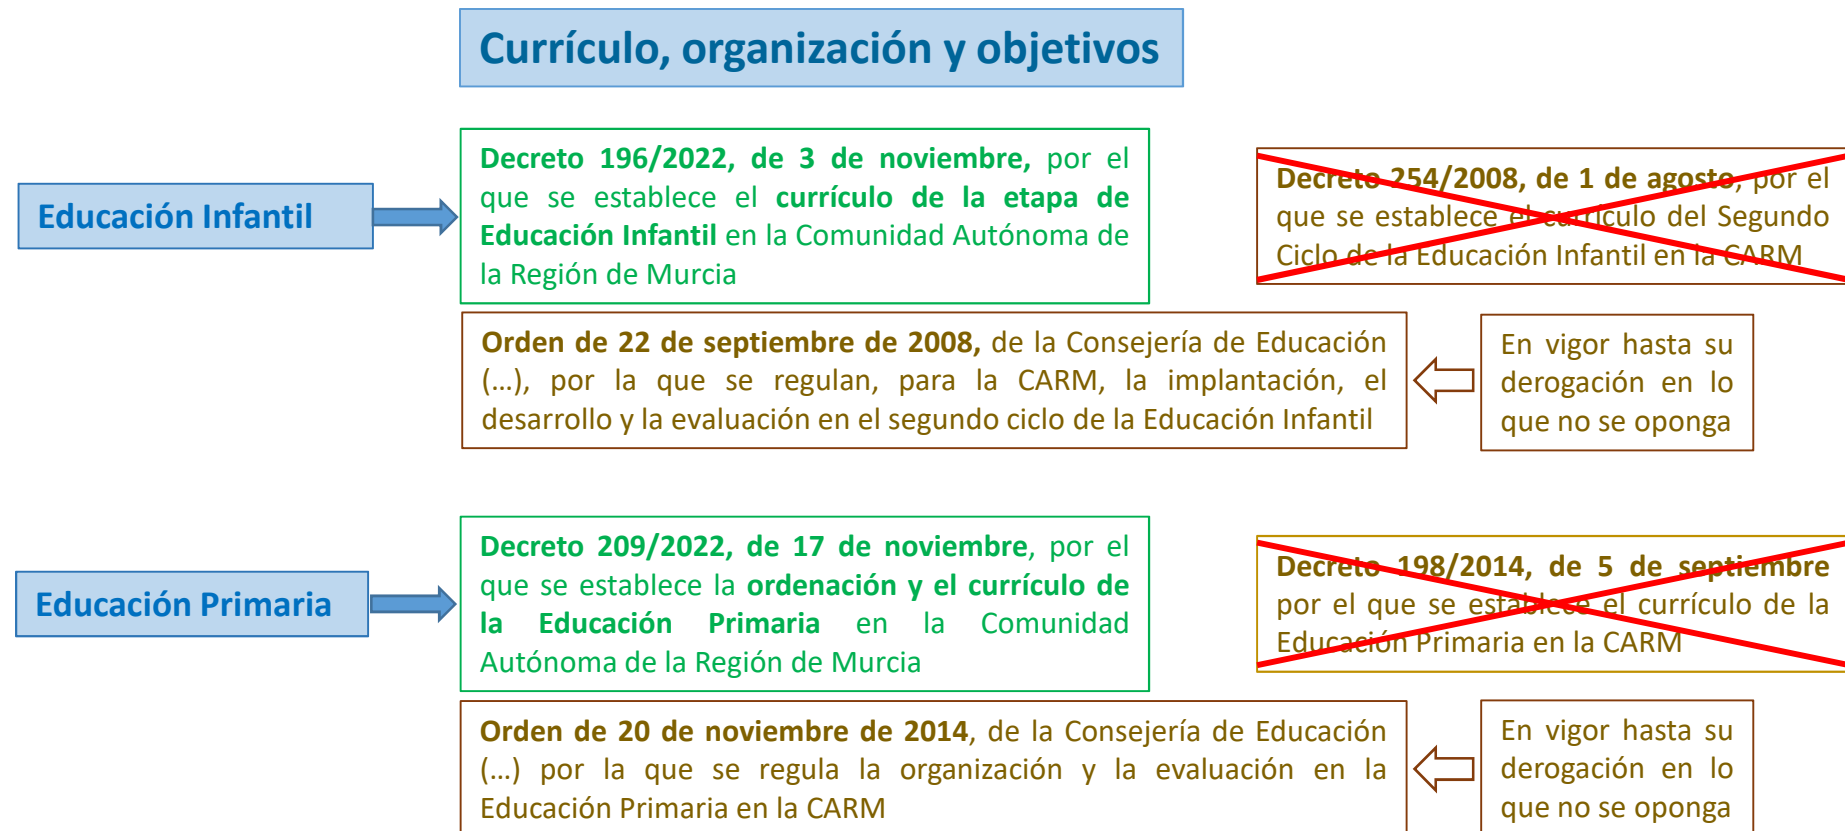 Currículo, organización y objetivos
Educación Infantil
Decreto 196/2022, de 3 de noviembre, por el
que se establece el currículo de la etapa de
Educación Infantil en la Comunidad Autónoma de
la Región de Murcia
Decreto 254/2008, de 1 de agosto, por el
que se establece el currículo del Segundo
Ciclo de la Educación Infantil en la CARM
Orden de 22 de septiembre de 2008, de la Consejería de Educación
(…), por la que se regulan, para la CARM, la implantación, el
desarrollo y la evaluación en el segundo ciclo de la Educación Infantil
En vigor hasta su
derogación en lo
que no se oponga
Educación Primaria
Decreto 209/2022, de 17 de noviembre, por el
que se establece la ordenación y el currículo de
la Educación Primaria en la Comunidad
Autónoma de la Región de Murcia
Decreto 198/2014, de 5 de septiembre
por el que se establece el currículo de la
Educación Primaria en la CARM
Orden de 20 de noviembre de 2014, de la Consejería de Educación
(…) por la que se regula la organización y la evaluación en la
Educación Primaria en la CARM
En vigor hasta su
derogación en lo
que no se oponga